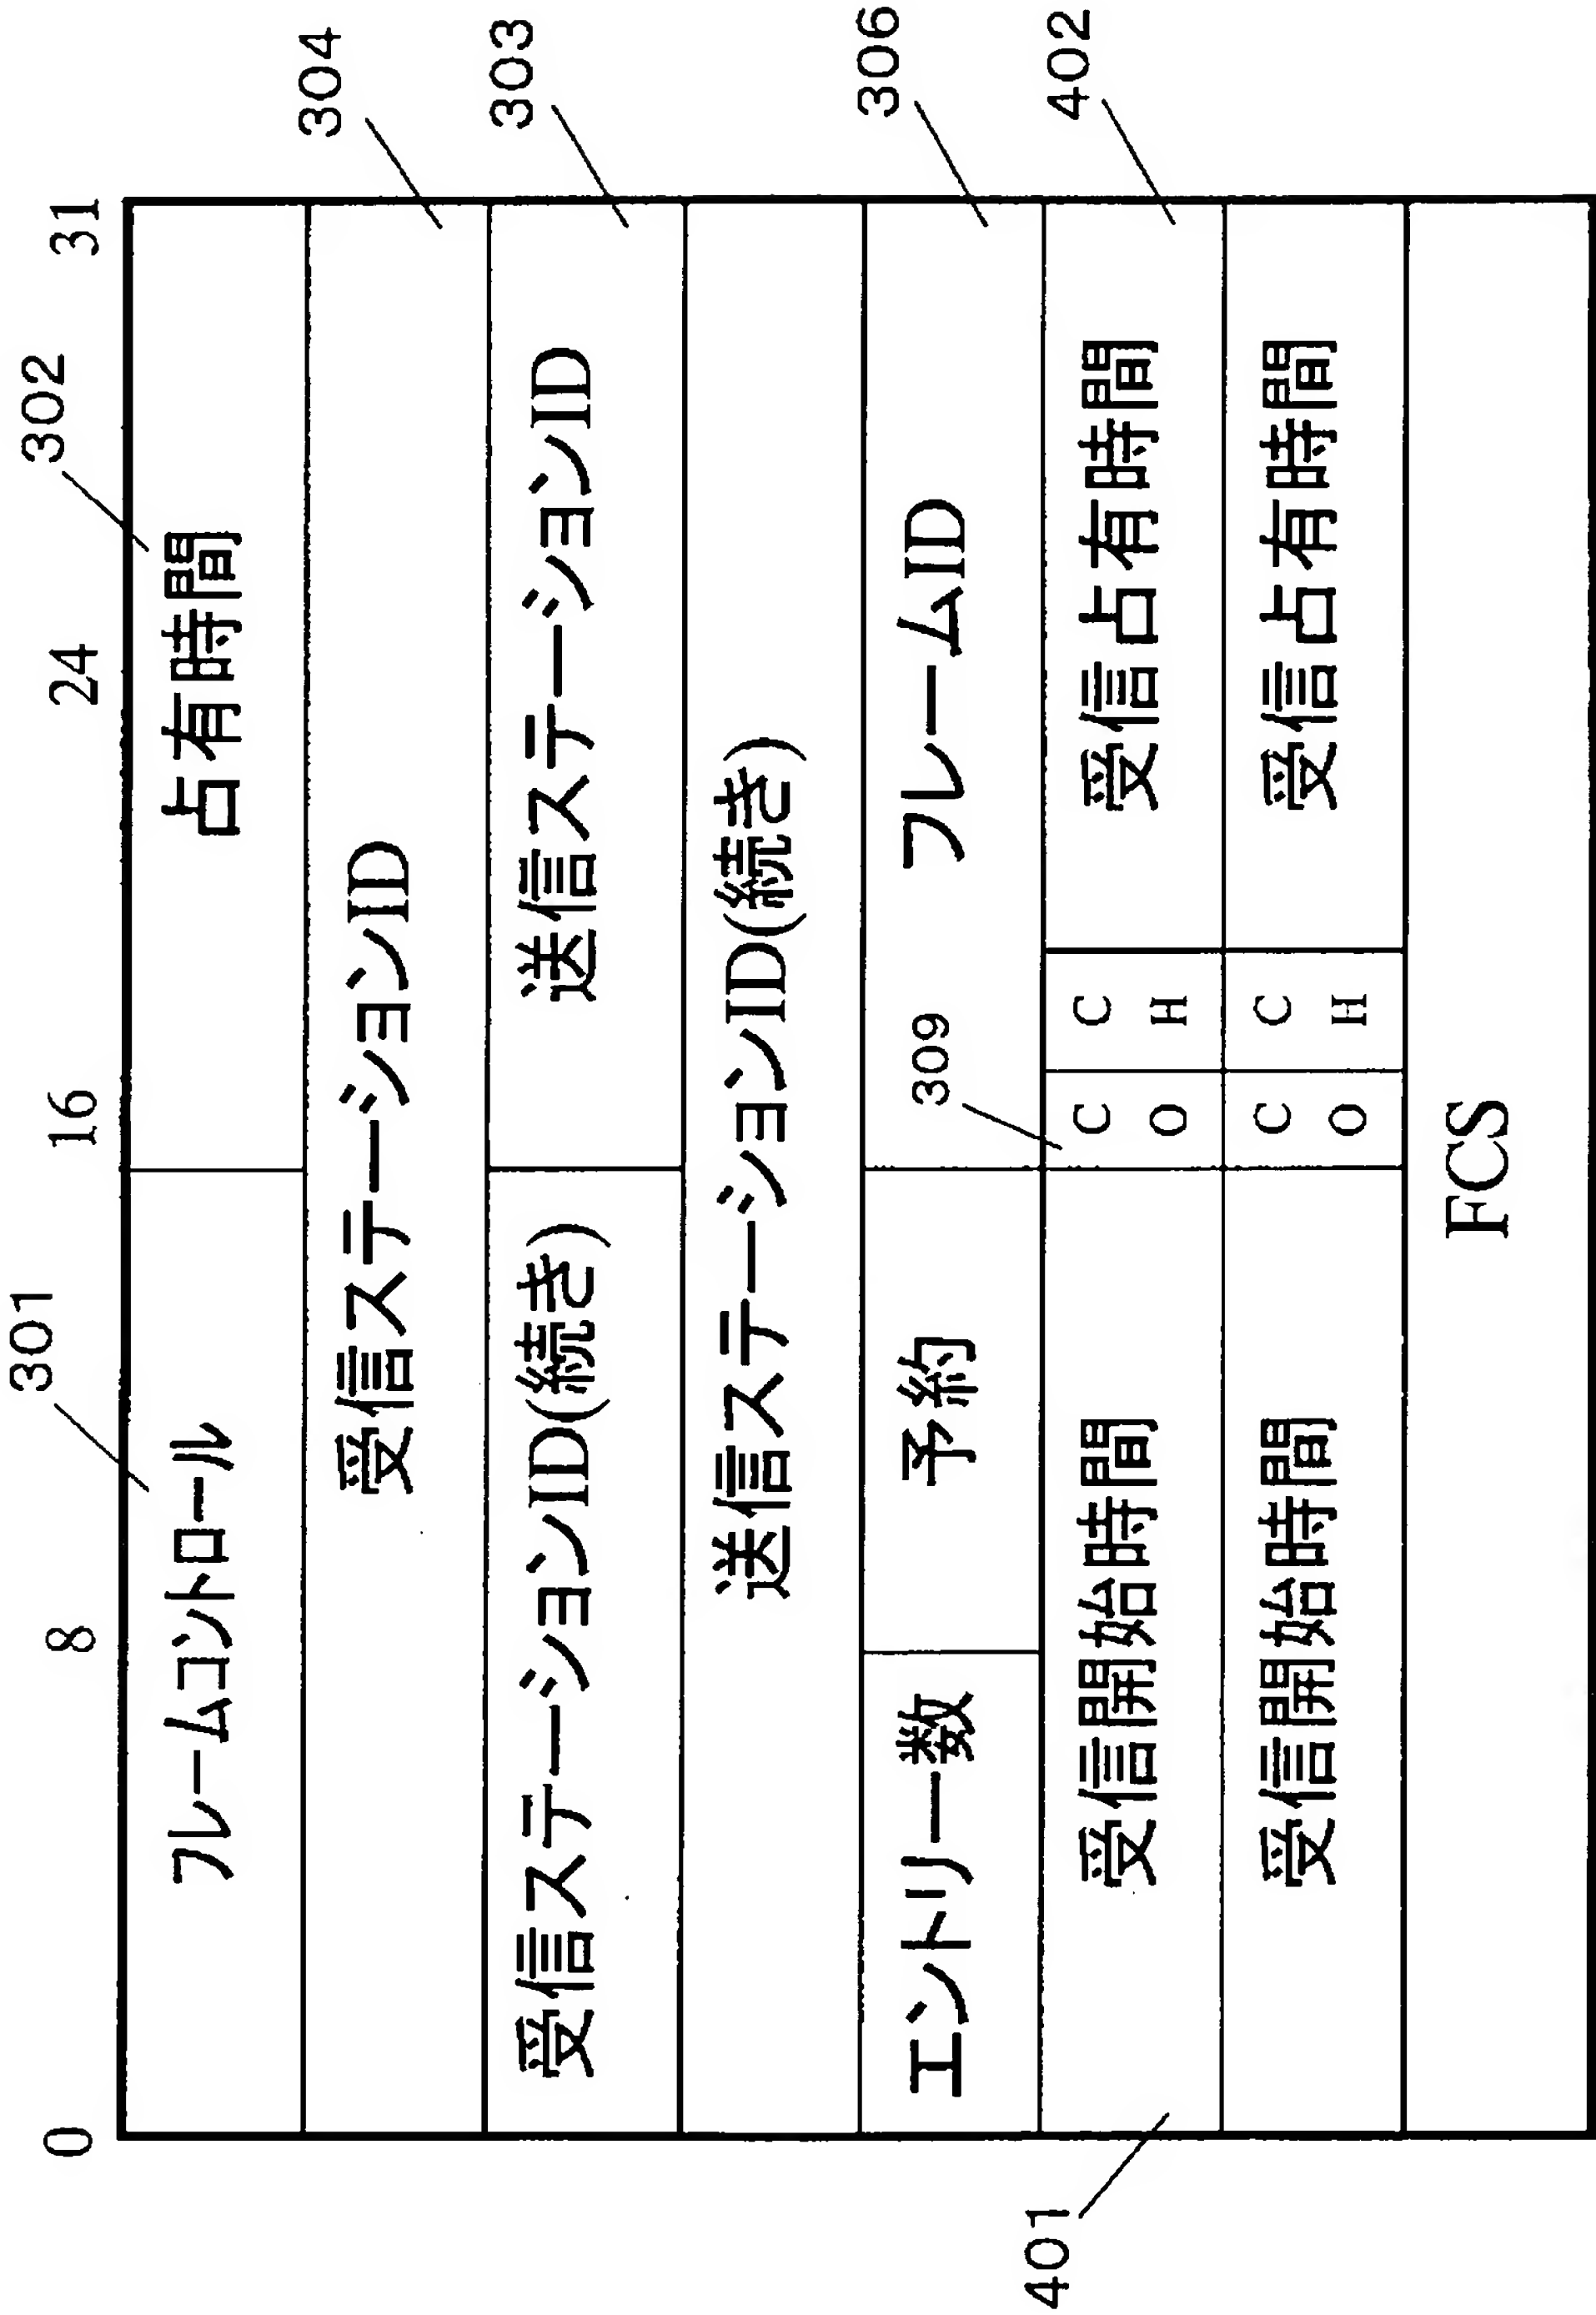 301
302
0
8
16
24
31
フレームコントロール
占有時間
受信ステーションID
304
受信ステーションID(続き)
送信ステーションID
303
送信ステーションID(続き)
エントリー数
予約
フレームID
306
309
401
受信開始時間
C O
C H
受信占有時間
402
受信開始時間
C O
C H
受信占有時間
FCS